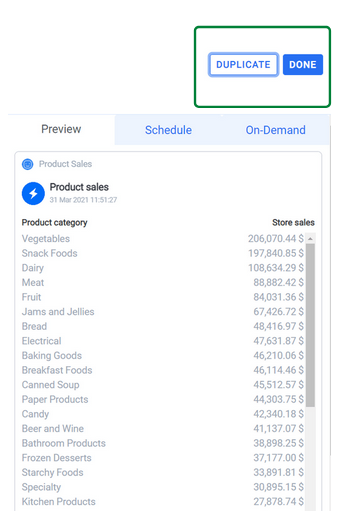 DUPLICATE DONE
Preview Schedule On-Demand
Product Sales
Product sales
31 Mar 2021 11:51:27
Product category Store sales
Vegetables 206,070.44 $
Snack Foods 197,840.85 $
Dairy 108,634.29 $
Meat 88,882.42 $
Fruit 84,031.36 $
Jams and Jellies 67,426.72 $
Bread 48,416.97 $
Electrical 47,631.87 $
Baking Goods 46,210.06 $
Breakfast Foods 46,114.46 $
Canned Soup 45,512.57 $
Paper Products 44,303.75 $
Candy 42,340.18 $
Beer and Wine 41,137.07 $
Bathroom Products 38,898.25 $
Frozen Desserts 37,177.00 $
Starchy Foods 33,891.81 $
Specialty 30,895.15 $
Kitchen Products 27,878.74 $